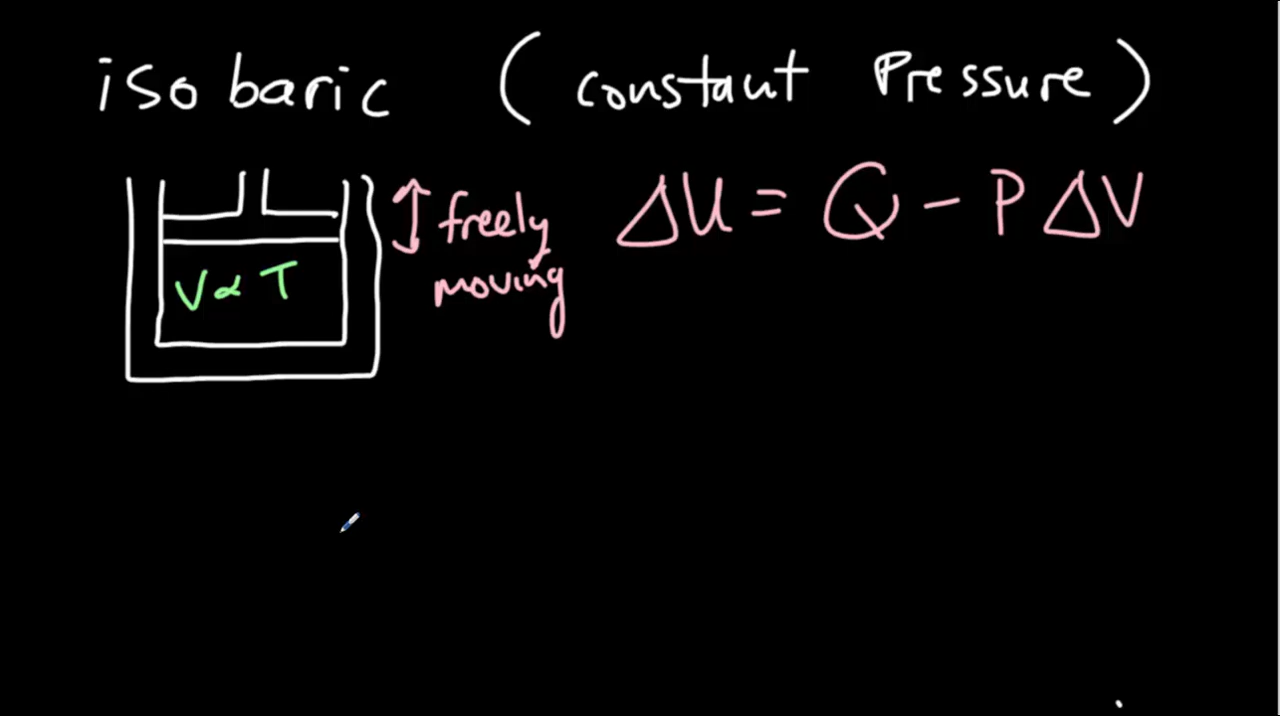 isobaric (constant Pressure)
freely
moving
ΔU = Q - PΔV
V ∝ T